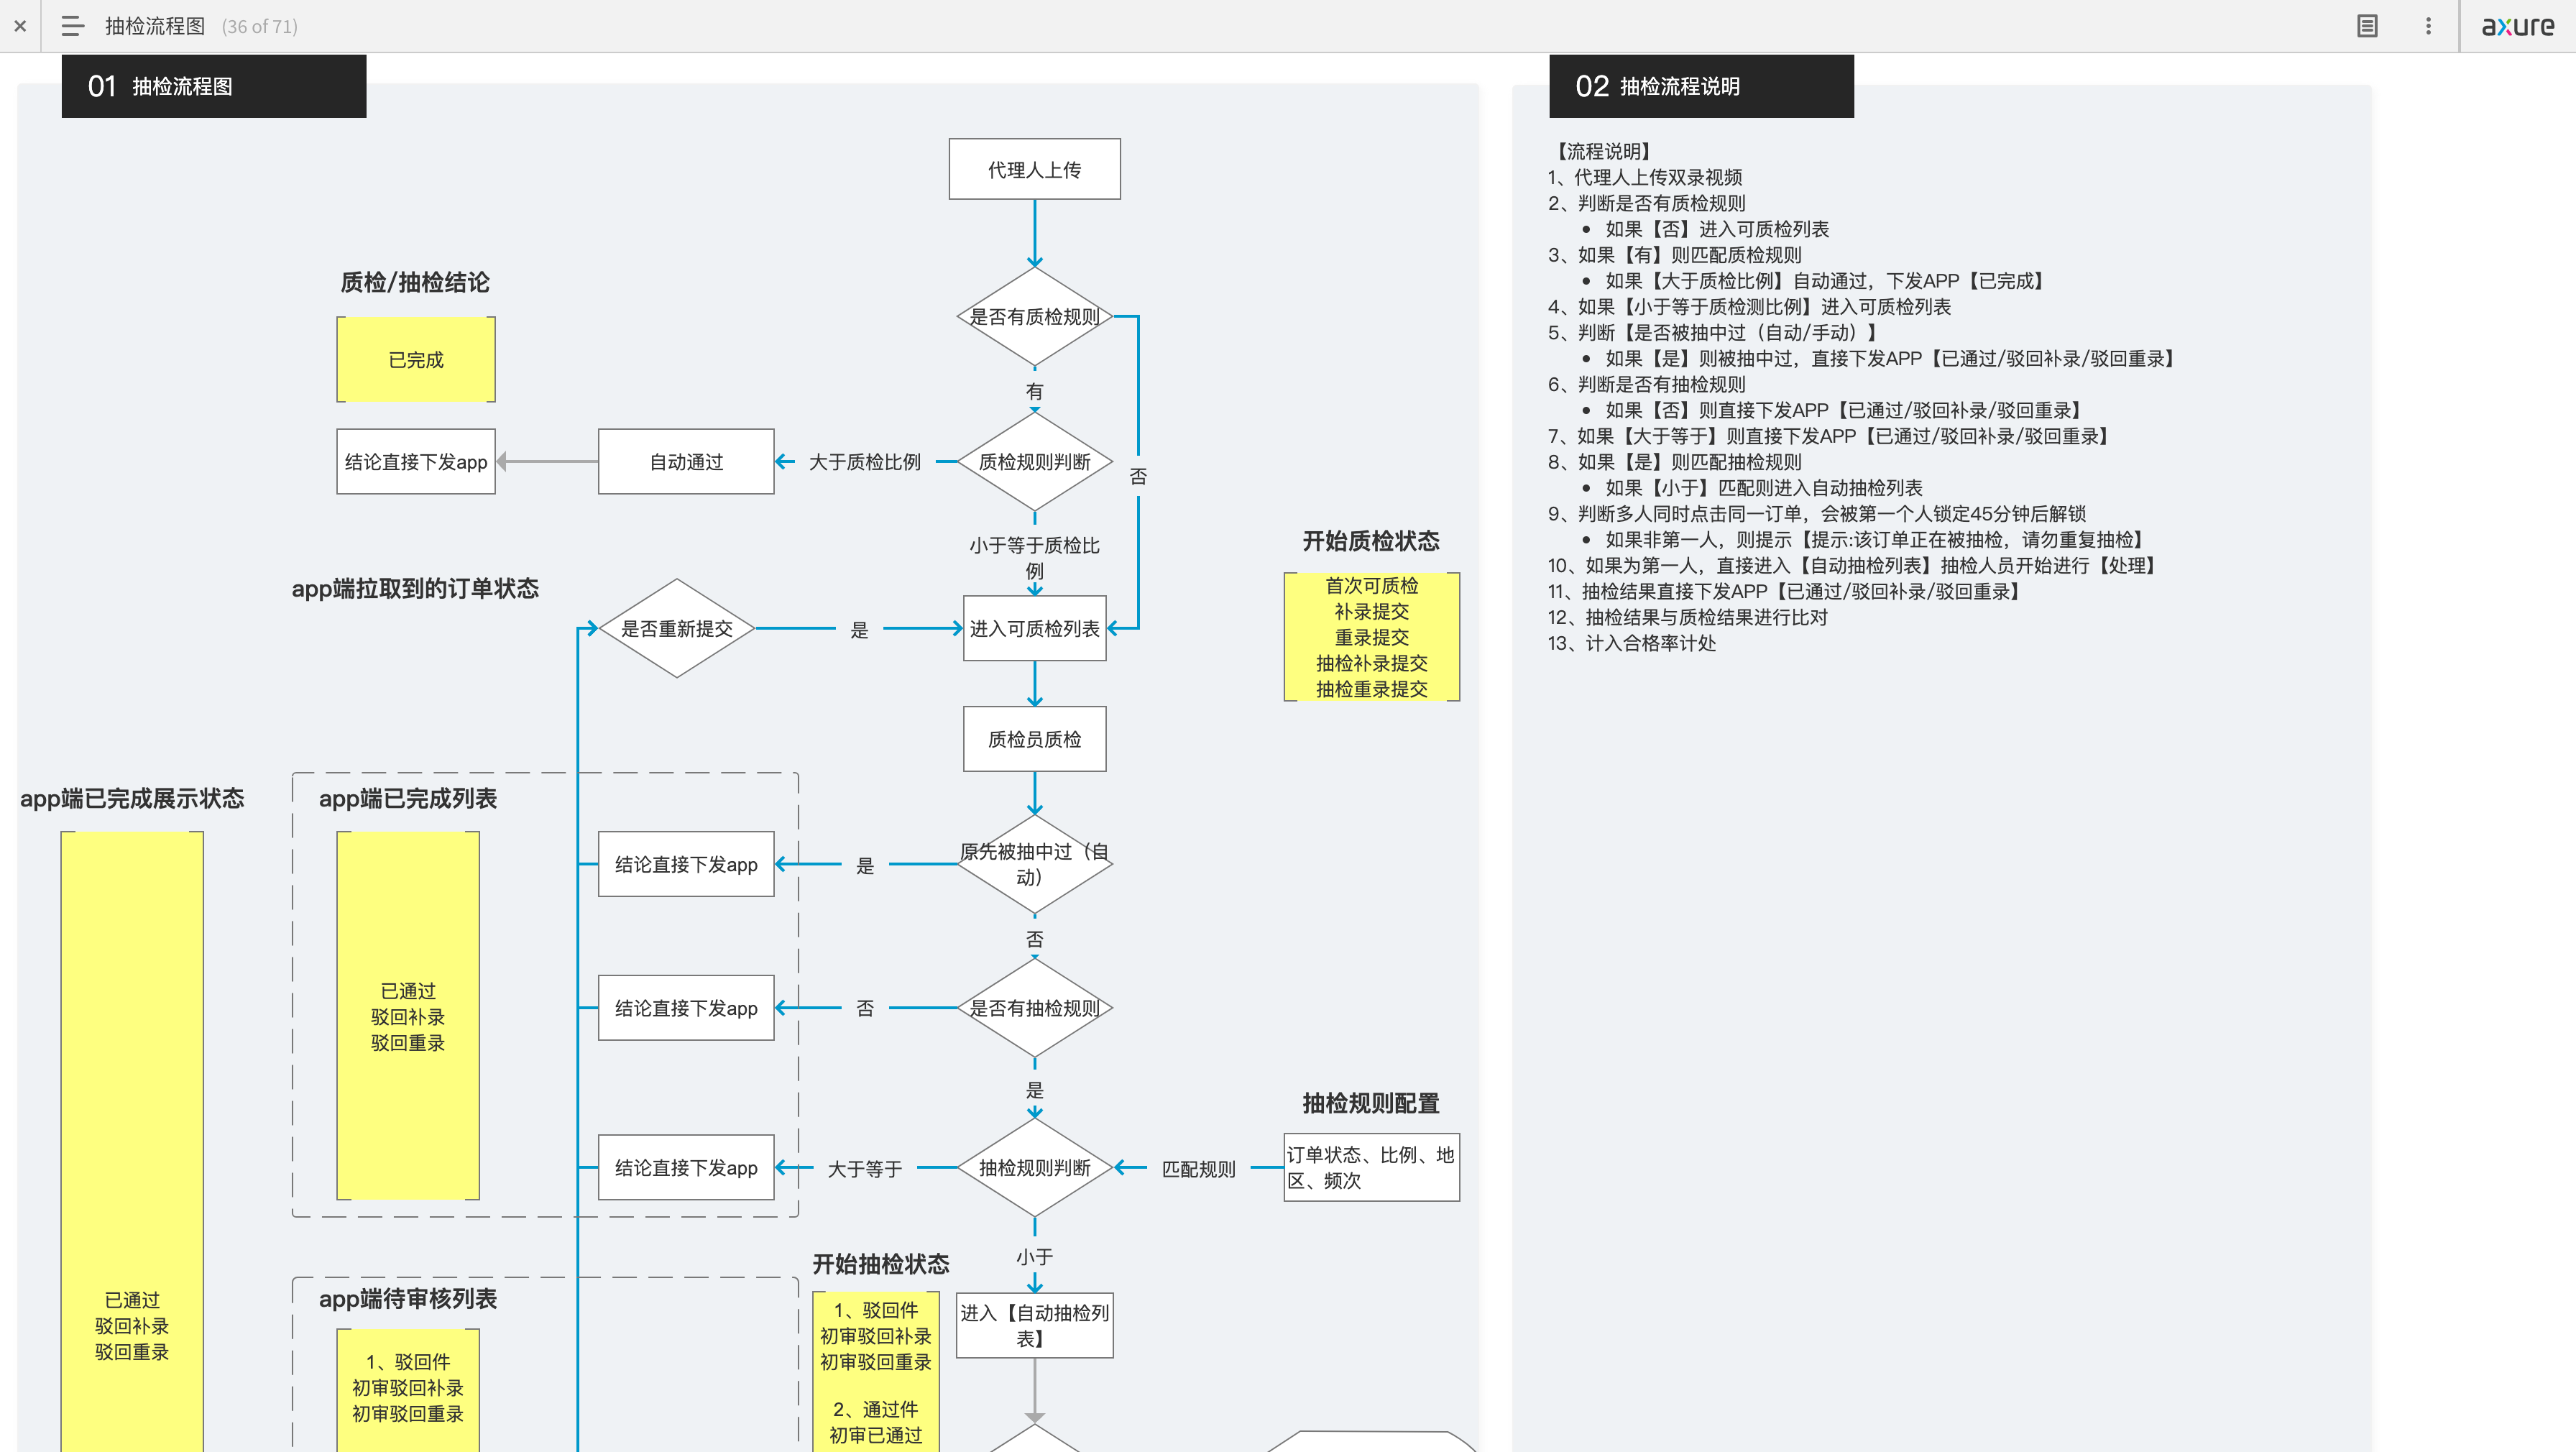 抽检流程图 (36 of 71)
axure
01 抽检流程图
代理人上传
是否有质检规则
有
否
质检/抽检结论
已完成
结论直接下发app
自动通过
大于质检比例
质检规则判断
小于等于质检比
例
开始质检状态
首次可质检
补录提交
重录提交
抽检补录提交
抽检重录提交
app端拉取到的订单状态
是否重新提交
是
进入可质检列表
质检员质检
app端已完成展示状态
已通过
驳回补录
驳回重录
app端已完成列表
已通过
驳回补录
驳回重录
结论直接下发app
是
原先被抽中过（自
动）
否
结论直接下发app
否
是否有抽检规则
是
抽检规则配置
订单状态、比例、地
区、频次
匹配规则
抽检规则判断
大于等于
结论直接下发app
小于
开始抽检状态
1、驳回件
初审驳回补录
初审驳回重录
2、通过件
初审已通过
进入【自动抽检列
表】
app端待审核列表
1、驳回件
初审驳回补录
初审驳回重录
02 抽检流程说明
【流程说明】
1、代理人上传双录视频
2、判断是否有质检规则
• 如果【否】进入可质检列表
3、如果【有】则匹配质检规则
• 如果【大于质检比例】自动通过，下发APP【已完成】
4、如果【小于等于质检测比例】进入可质检列表
5、判断【是否被抽中过（自动/手动）】
• 如果【是】则被抽中过，直接下发APP【已通过/驳回补录/驳回重录】
6、判断是否有抽检规则
• 如果【否】则直接下发APP【已通过/驳回补录/驳回重录】
7、如果【大于等于】则直接下发APP【已通过/驳回补录/驳回重录】
8、如果【是】则匹配抽检规则
• 如果【小于】匹配则进入自动抽检列表
9、判断多人同时点击同一订单，会被第一个人锁定45分钟后解锁
• 如果非第一人，则提示【提示:该订单正在被抽检，请勿重复抽检】
10、如果为第一人，直接进入【自动抽检列表】抽检人员开始进行【处理】
11、抽检结果直接下发APP【已通过/驳回补录/驳回重录】
12、抽检结果与质检结果进行比对
13、计入合格率计处